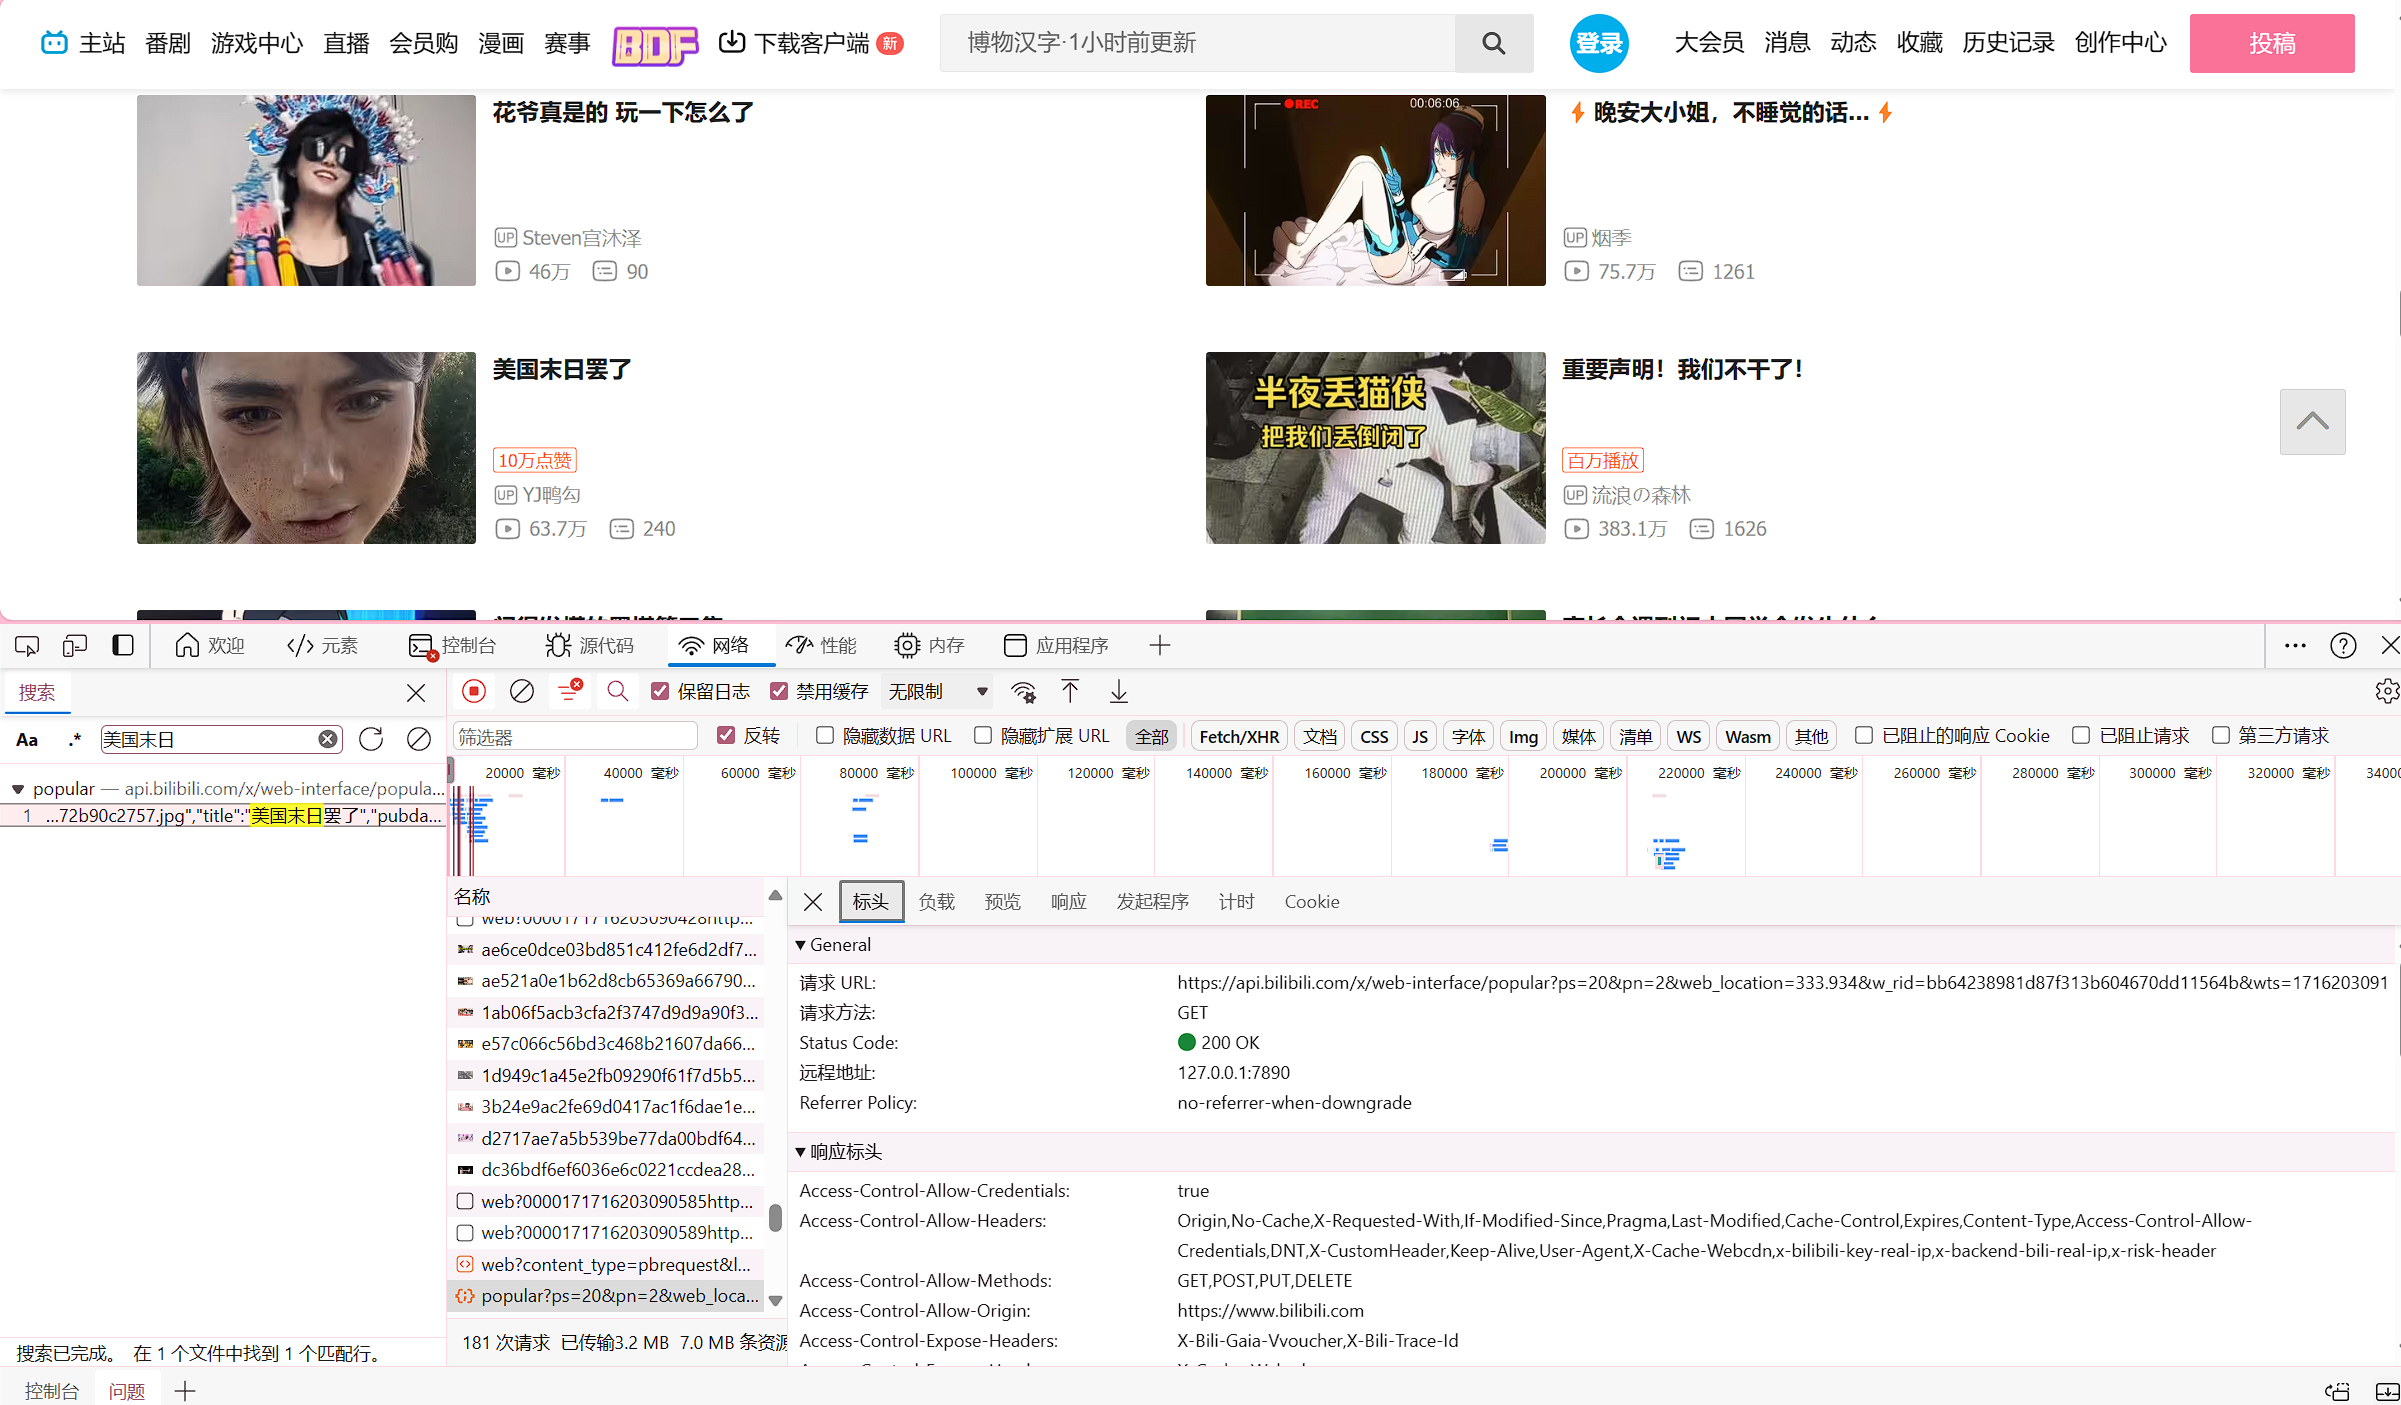 主站 番剧 游戏中心 直播 会员购 漫画 赛事 BDF 下载客户端 新 博物汉字·1小时前更新 登录 大会员 消息 动态 收藏 历史记录 创作中心 投稿
花爷真是的 玩一下怎么了
UP Steven宫沐泽
46万 90
REC 00:06:06
晚安大小姐，不睡觉的话...
UP 烟季
75.7万 1261
美国末日罢了
10万点赞
UP YJ鸭勾
63.7万 240
半夜丢猫侠
把我们丢倒闭了
重要声明！我们不干了！
百万播放
UP 流浪の森林
383.1万 1626
欢迎 元素 控制台 源代码 网络 性能 内存 应用程序
搜索
保留日志 禁用缓存 无限制
Aa .* 美国末日
筛选器 反转 隐藏数据 URL 隐藏扩展 URL 全部 Fetch/XHR 文档 CSS JS 字体 Img 媒体 清单 WS Wasm 其他 已阻止的响应 Cookie 已阻止请求 第三方请求
popular — api.bilibili.com/x/web-interface/popula...
1 ...72b90c2757.jpg","title":"美国末日罢了","pubda...
20000 毫秒 40000 毫秒 60000 毫秒 80000 毫秒 100000 毫秒 120000 毫秒 140000 毫秒 160000 毫秒 180000 毫秒 200000 毫秒 220000 毫秒 240000 毫秒 260000 毫秒 280000 毫秒 300000 毫秒 320000 毫秒 34000
名称
web?0000171716203090428http...
ae6ce0dce03bd851c412fe6d2df7...
ae521a0e1b62d8cb65369a66790...
1ab06f5acb3cfa2f3747d9d9a90f3...
e57c066c56bd3c468b21607da66...
1d949c1a45e2fb09290f61f7d5b5...
3b24e9ac2fe69d0417ac1f6dae1e...
d2717ae7a5b539be77da00bdf64...
dc36bdf6ef6036e6c0221ccdea28...
web?0000171716203090585http...
web?0000171716203090589http...
web?content_type=pbrequest&l...
popular?ps=20&pn=2&web_loca...
181 次请求 已传输3.2 MB 7.0 MB 条资源
标头 负载 预览 响应 发起程序 计时 Cookie
General
请求 URL: https://api.bilibili.com/x/web-interface/popular?ps=20&pn=2&web_location=333.934&w_rid=bb64238981d87f313b604670dd11564b&wts=1716203091
请求方法: GET
Status Code: 200 OK
远程地址: 127.0.0.1:7890
Referrer Policy: no-referrer-when-downgrade
响应标头
Access-Control-Allow-Credentials: true
Access-Control-Allow-Headers: Origin,No-Cache,X-Requested-With,If-Modified-Since,Pragma,Last-Modified,Cache-Control,Expires,Content-Type,Access-Control-Allow-
Credentials,DNT,X-CustomHeader,Keep-Alive,User-Agent,X-Cache-Webcdn,x-bilibili-key-real-ip,x-backend-bili-real-ip,x-risk-header
Access-Control-Allow-Methods: GET,POST,PUT,DELETE
Access-Control-Allow-Origin: https://www.bilibili.com
Access-Control-Expose-Headers: X-Bili-Gaia-Vvoucher,X-Bili-Trace-Id
搜索已完成。 在 1 个文件中找到 1 个匹配行。
控制台 问题